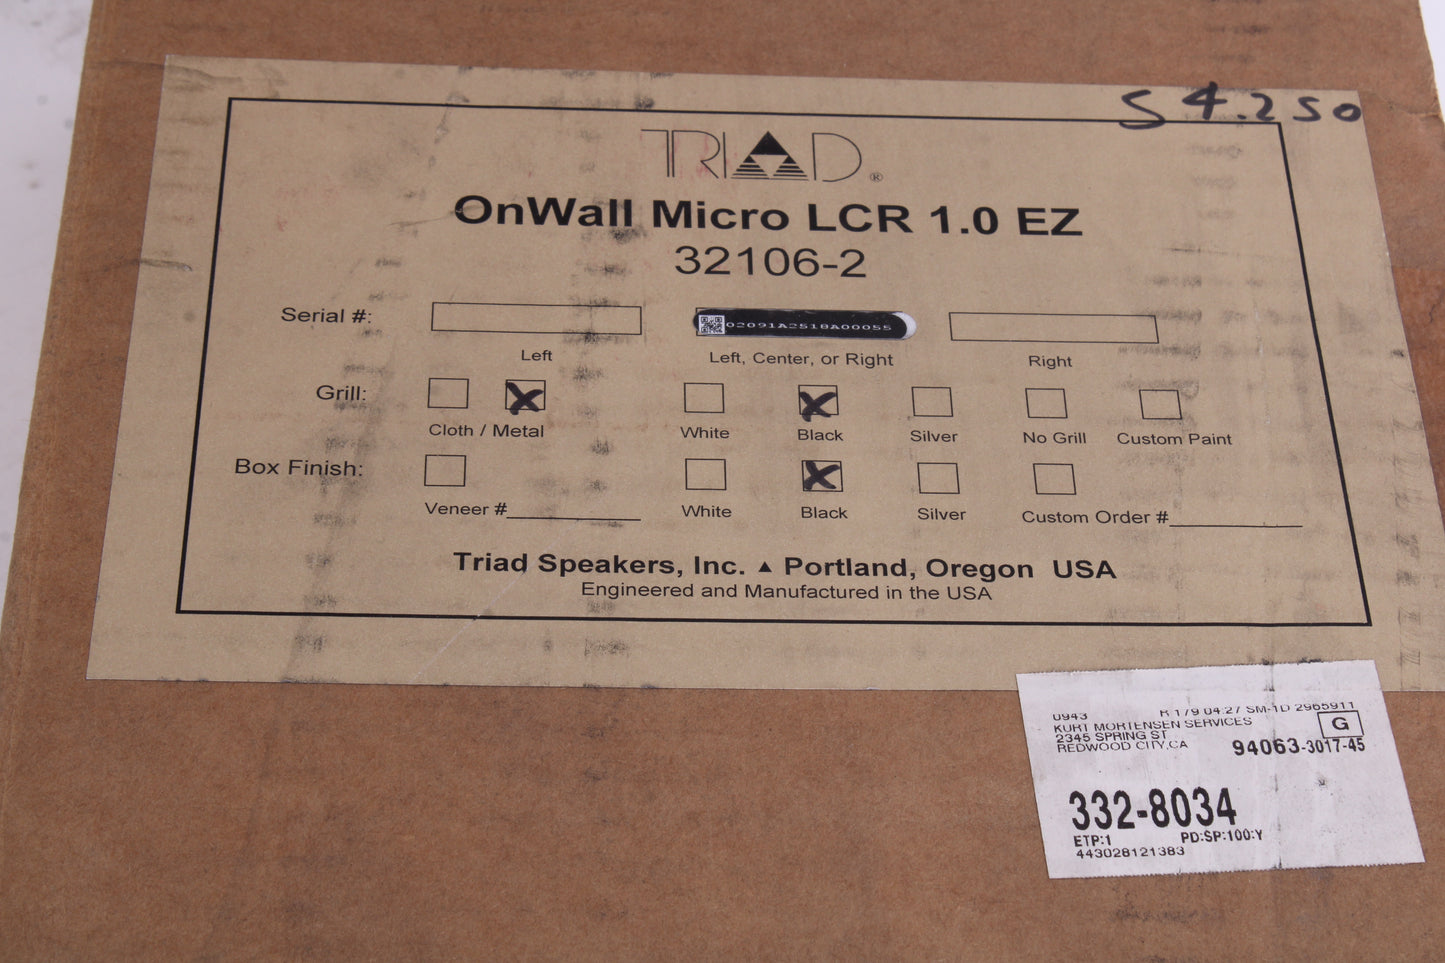 S 4.250
TRIAD®
OnWall Micro LCR 1.0 EZ
32106-2
Serial #:
02091A2518A00055
Left
Left, Center, or Right
Right
Grill:
Cloth / Metal
White
Black
Silver
No Grill
Custom Paint
Box Finish:
Veneer #
White
Black
Silver
Custom Order #
Triad Speakers, Inc. ▲ Portland, Oregon USA
Engineered and Manufactured in the USA
0943 R 179 04:27 SM-1D 2965911
KURT MORTENSEN SERVICES
2345 SPRING ST
REDWOOD CITY,CA
G
94063-3017-45
332-8034
ETP:1 PD:SP:100:Y
443028121383